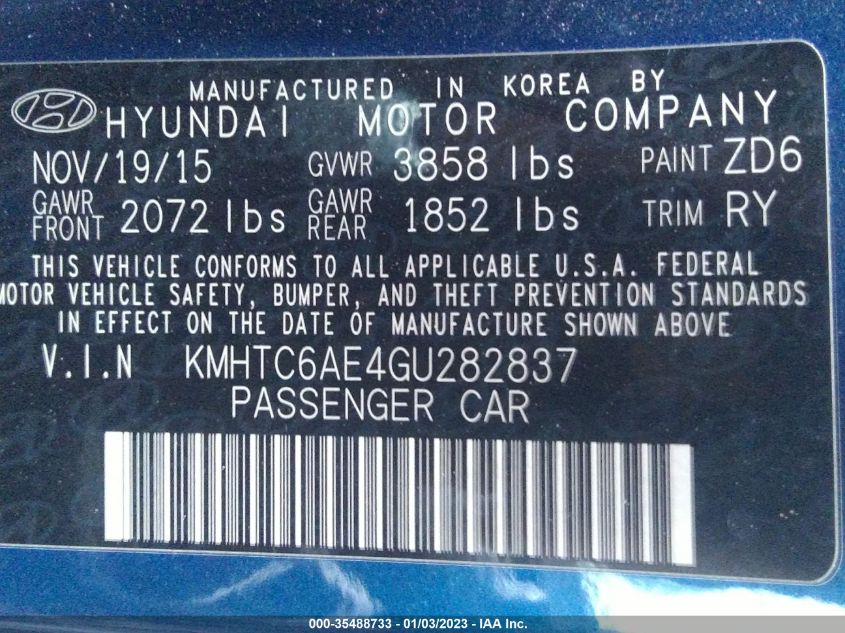 MANUFACTURED IN KOREA BY
HYUNDAI MOTOR COMPANY
NOV/19/15 GVWR 3858 lbs PAINT ZD6
GAWR FRONT 2072 lbs GAWR REAR 1852 lbs TRIM RY
THIS VEHICLE CONFORMS TO ALL APPLICABLE U.S.A. FEDERAL
MOTOR VEHICLE SAFETY, BUMPER, AND THEFT PREVENTION STANDARDS
IN EFFECT ON THE DATE OF MANUFACTURE SHOWN ABOVE
V.I.N KMHTC6AE4GU282837
PASSENGER CAR
000-35488733 - 01/03/2023 - IAA Inc.